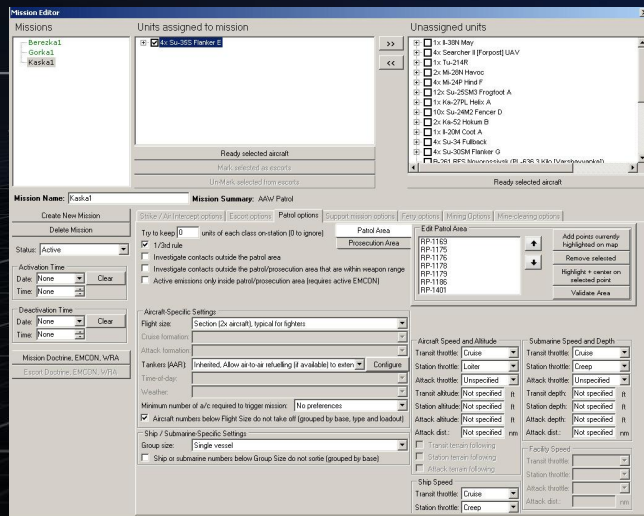 Mission Editor
Missions
Berezka1
Gorka1
Kaska1
Units assigned to mission
4x Su-35S Flanker E
>>
<<
Ready selected aircraft
Mark selected as escorts
Un-Mark selected from escorts
Unassigned units
1x Il-38N May
4x Searcher II [Forpost] UAV
1x Tu-214R
2x Mi-28N Havoc
4x Mi-24P Hind F
12x Su-25SM3 Frogfoot A
1x Ka-27PL Helix A
10x Su-24M2 Fencer D
2x Ka-52 Hokum B
1x Il-20M Coot A
4x Su-34 Fullback
4x Su-30SM Flanker G
B-261 RFS Novorossiysk (PL-636.3 Kilo [Varshavyanka])
Ready selected aircraft
Mission Name: Kaska1
Mission Summary: AAW Patrol
Create New Mission
Delete Mission
Status: Active
Activation Time
Date: None Clear
Time: None
Deactivation Time
Date: None Clear
Time: None
Mission Doctrine, EMCON, WRA
Escort Doctrine, EMCON, WRA
Strike / Air Intercept options Escort options Patrol options Support mission options Ferry options Mining Options Mine-clearing options
Try to keep 0 units of each class on-station (0 to ignore)
1/3rd rule
Investigate contacts outside the patrol area
Investigate contacts outside the patrol/prosecution area that are within weapon range
Active emissions only inside patrol/prosecution area (requires active EMCON)
Patrol Area
Prosecution Area
Edit Patrol Area
RP-1169
RP-1175
RP-1176
RP-1178
RP-1179
RP-1186
RP-1401
Add points currently highlighted on map
Remove selected
Highlight + center on selected point
Validate Area
Aircraft-Specific Settings
Flight size: Section (2x aircraft), typical for fighters
Cruise formation:
Attack formation:
Tankers (AAR): Inherited, Allow air-to-air refuelling (if available) to exten Configure
Time-of-day:
Weather:
Minimum number of a/c required to trigger mission: No preferences
Aircraft numbers below Flight Size do not take off (grouped by base, type and loadout)
Ship / Submarine-Specific Settings
Group size: Single vessel
Ship or submarine numbers below Group Size do not sortie (grouped by base)
Aircraft Speed and Altitude
Transit throttle: Cruise
Station throttle: Loiter
Attack throttle: Unspecified
Transit altitude: Not specified ft
Station altitude: Not specified ft
Attack altitude: Not specified ft
Attack dist.: Not specified nm
Transit terrain following
Station terrain following
Attack terrain following
Ship Speed
Transit throttle: Cruise
Station throttle: Creep
Submarine Speed and Depth
Transit throttle: Cruise
Station throttle: Creep
Attack throttle: Unspecified
Transit depth: Not specified ft
Station depth: Not specified ft
Attack depth: Not specified ft
Attack dist.: Not specified nm
Facility Speed
Transit throttle:
Station throttle:
Attack throttle:
Attack dist.: nm